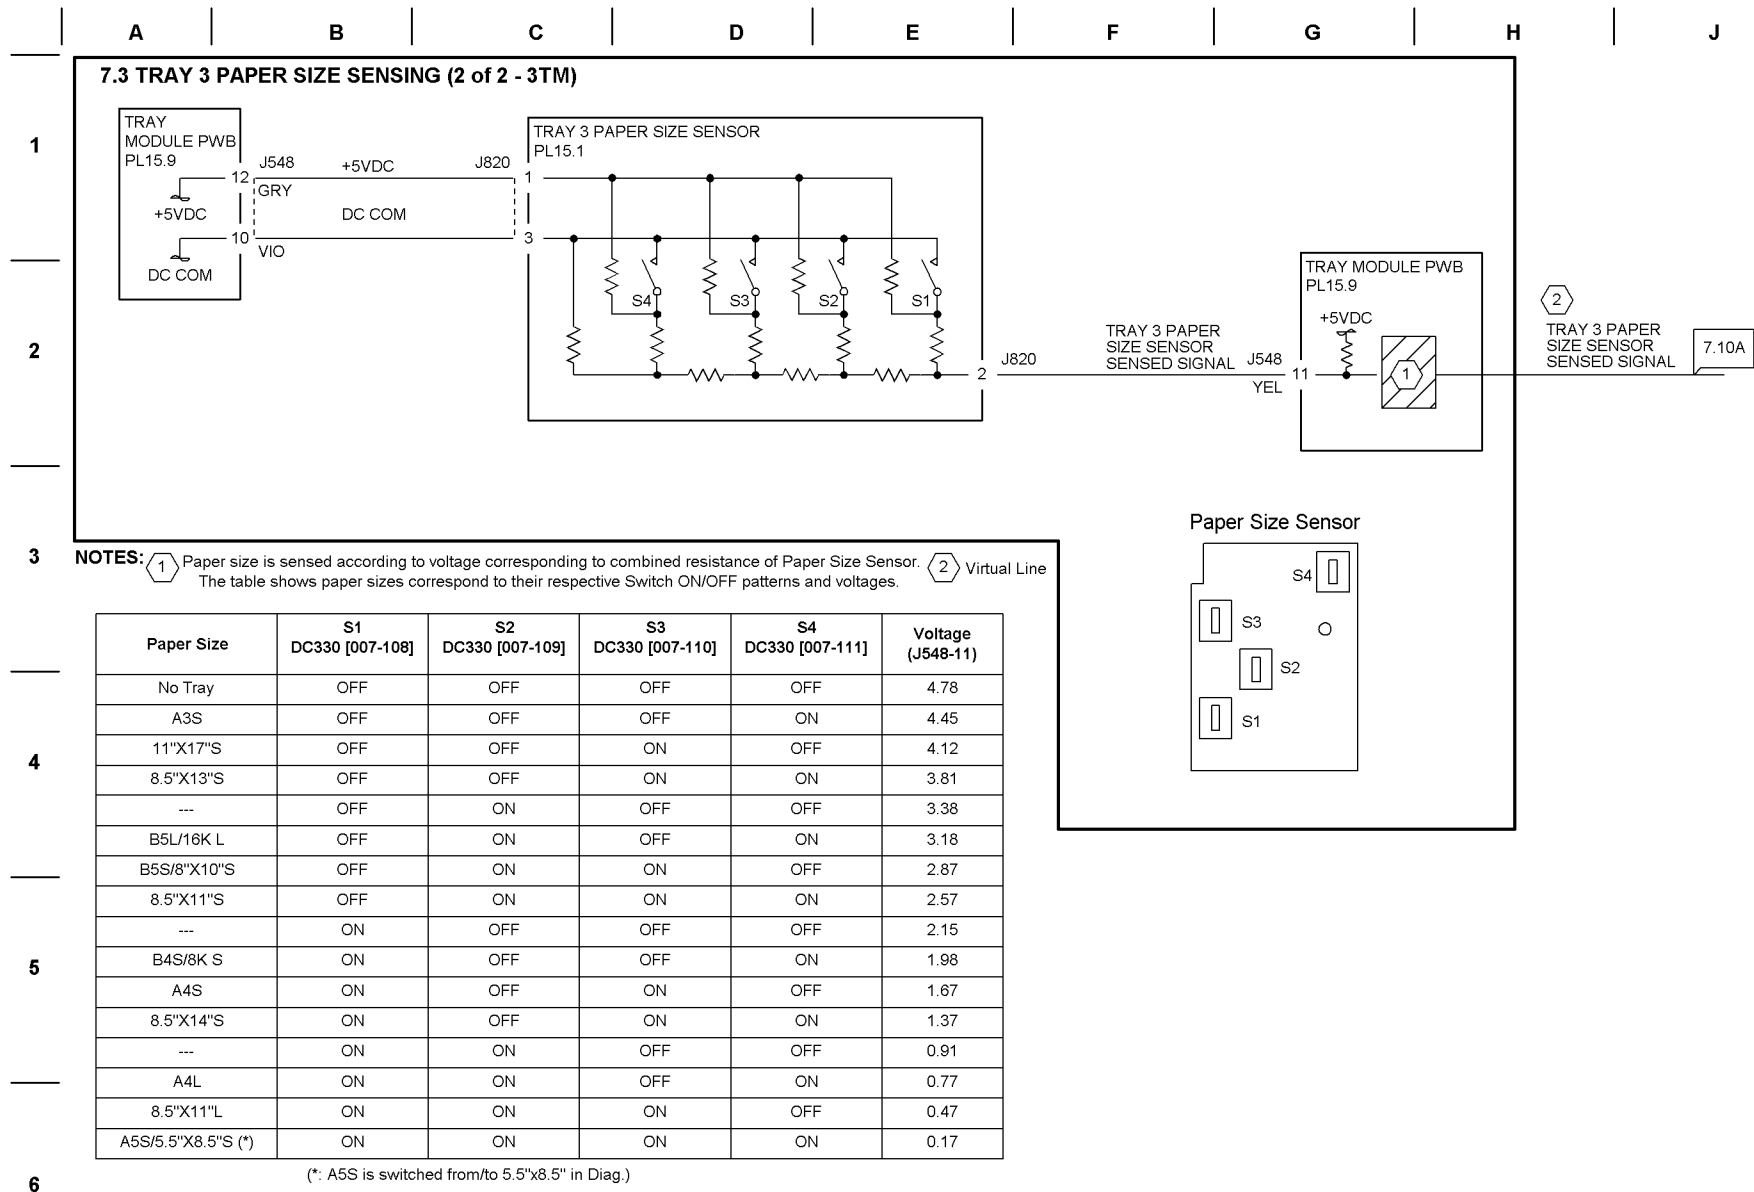 A B C D E F G H J
7.3 TRAY 3 PAPER SIZE SENSING (2 of 2 - 3TM)
1
TRAY
MODULE PWB
PL15.9
12
J548
+5VDC
J820
1
GRY
+5VDC
DC COM
10
3
VIO
DC COM
TRAY 3 PAPER SIZE SENSOR
PL15.1
S4
S3
S2
S1
2
2
J820
TRAY 3 PAPER
SIZE SENSOR
SENSED SIGNAL
J548
11
YEL
TRAY MODULE PWB
PL15.9
+5VDC
1
2
TRAY 3 PAPER
SIZE SENSOR
SENSED SIGNAL
7.10A
3
NOTES: 1 Paper size is sensed according to voltage corresponding to combined resistance of Paper Size Sensor. 2 Virtual Line
The table shows paper sizes correspond to their respective Switch ON/OFF patterns and voltages.
Paper Size Sensor
S4
S3
S2
S1
Paper Size S1 DC330 [007-108] S2 DC330 [007-109] S3 DC330 [007-110] S4 DC330 [007-111] Voltage (J548-11)
No Tray OFF OFF OFF OFF 4.78
A3S OFF OFF OFF ON 4.45
11"X17"S OFF OFF ON OFF 4.12
4
8.5"X13"S OFF OFF ON ON 3.81
--- OFF ON OFF OFF 3.38
B5L/16K L OFF ON OFF ON 3.18
B5S/8"X10"S OFF ON ON OFF 2.87
8.5"X11"S OFF ON ON ON 2.57
--- ON OFF OFF OFF 2.15
5
B4S/8K S ON OFF OFF ON 1.98
A4S ON OFF ON OFF 1.67
8.5"X14"S ON OFF ON ON 1.37
--- ON ON OFF OFF 0.91
A4L ON ON OFF ON 0.77
8.5"X11"L ON ON ON OFF 0.47
A5S/5.5"X8.5"S (*) ON ON ON ON 0.17
(*: A5S is switched from/to 5.5"x8.5" in Diag.)
6